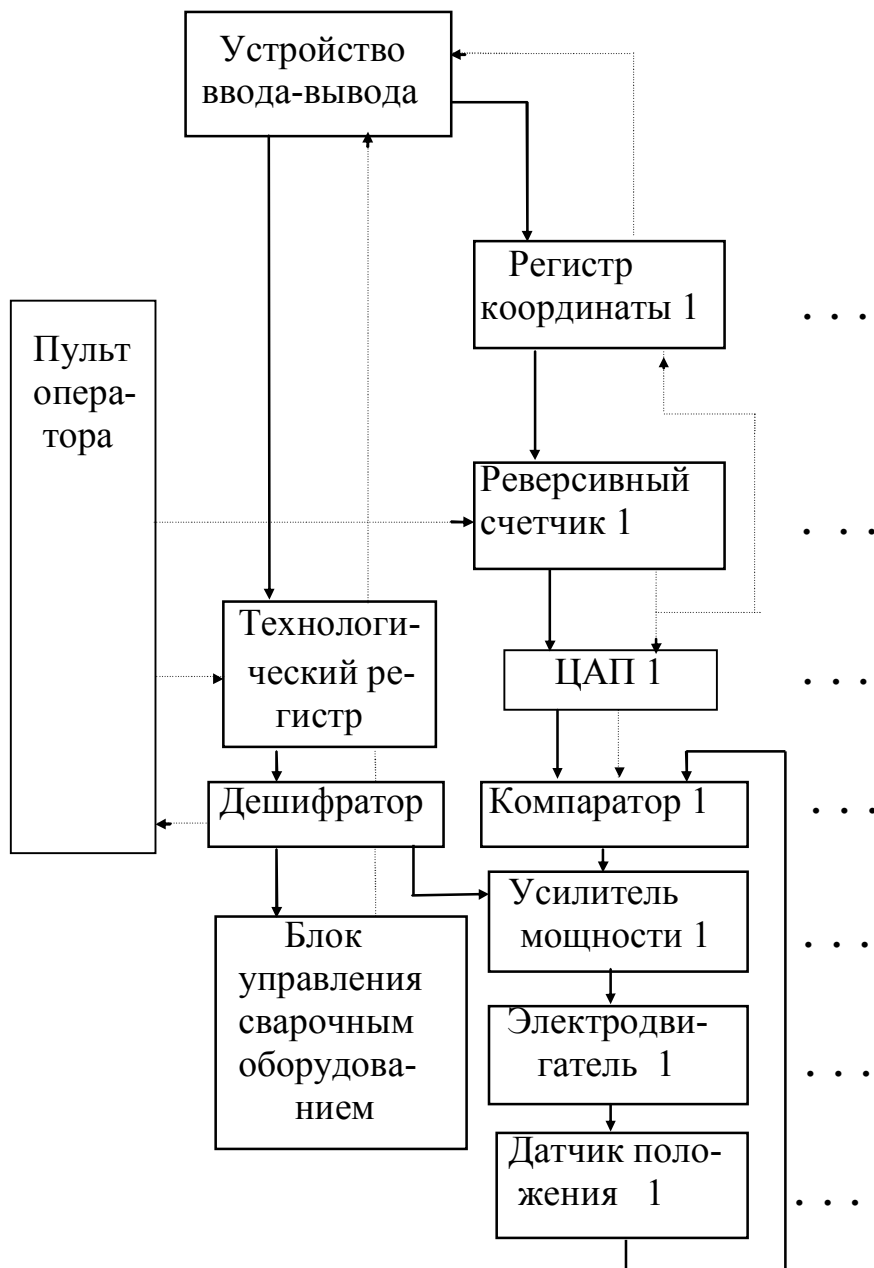 Устройство
ввода-вывода
Регистр
координаты 1
. . .
Пульт
опера-
тора
Реверсивный
счетчик 1
. . .
Технологи-
ческий ре-
гистр
ЦАП 1
. . .
Дешифратор
Компаратор 1
. . .
Усилитель
мощности 1
. . .
Блок
управления
сварочным
оборудова-
нием
Электродви-
гатель 1
. . .
Датчик поло-
жения 1
. . .